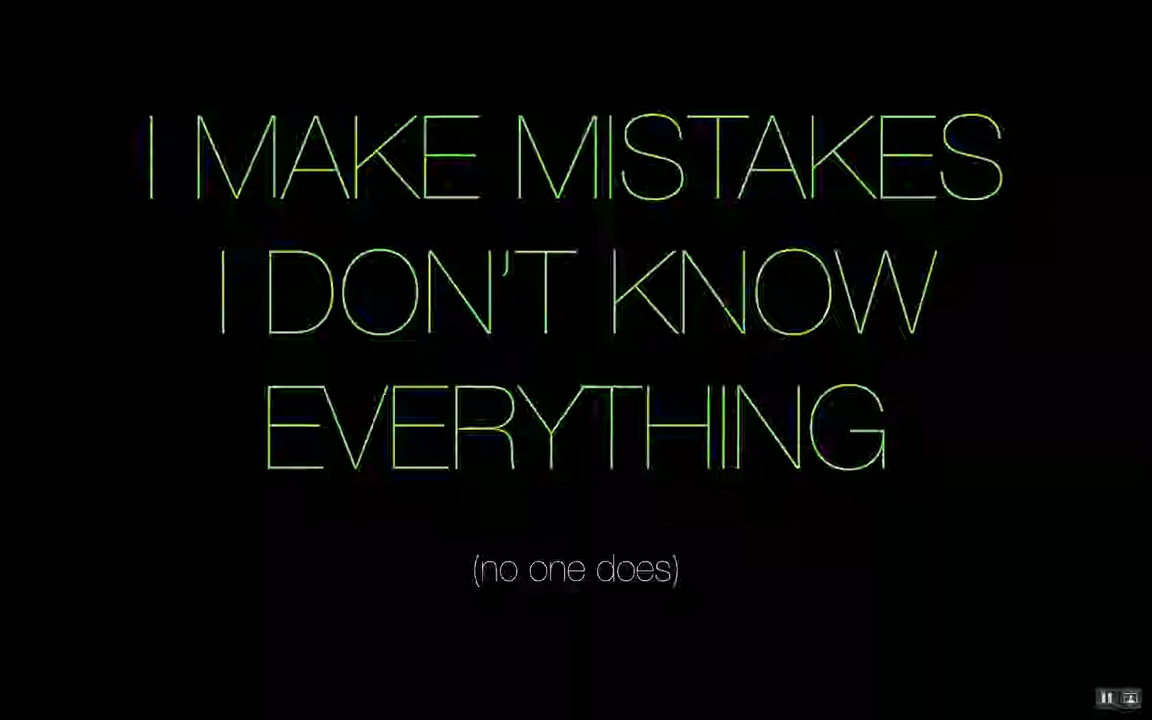 I MAKE MISTAKES
I DON'T KNOW
EVERYTHING
(no one does)